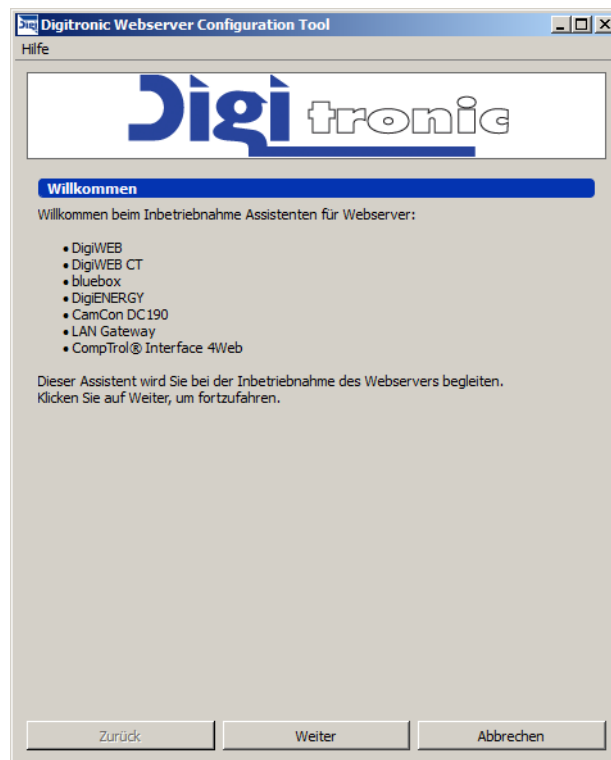 Digitronic Webserver Configuration Tool
Hilfe
Digitronic
Willkommen
Willkommen beim Inbetriebnahme Assistenten für Webserver:
• DigiWEB
• DigiWEB CT
• bluebox
• DigiENERGY
• CamCon DC190
• LAN Gateway
• CompTrol® Interface 4Web
Dieser Assistent wird Sie bei der Inbetriebnahme des Webservers begleiten.
Klicken Sie auf Weiter, um fortzufahren.
Zurück Weiter Abbrechen